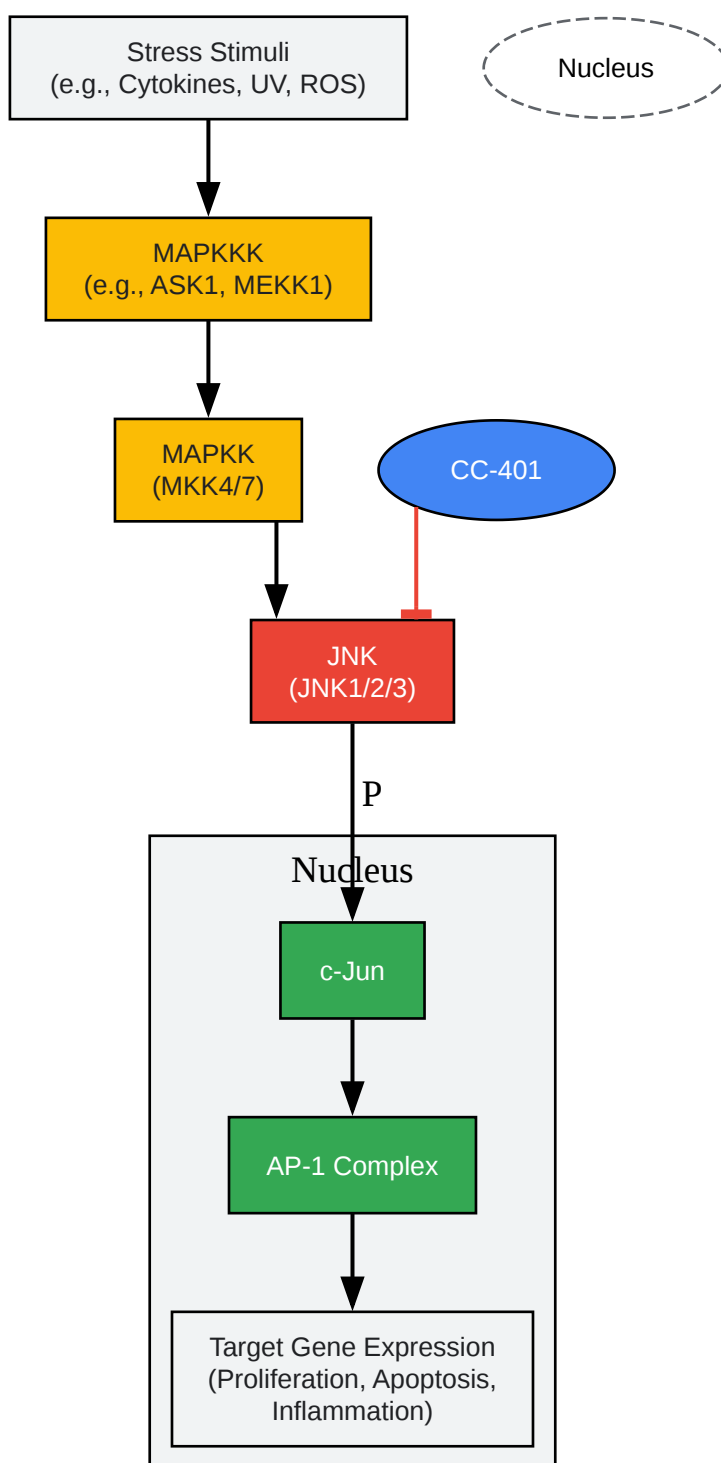 Stress Stimuli
(e.g., Cytokines, UV, ROS)
Nucleus
MAPKKK
(e.g., ASK1, MEKK1)
MAPKK
(MKK4/7)
CC-401
JNK
(JNK1/2/3)
P
Nucleus
c-Jun
AP-1 Complex
Target Gene Expression
(Proliferation, Apoptosis,
Inflammation)